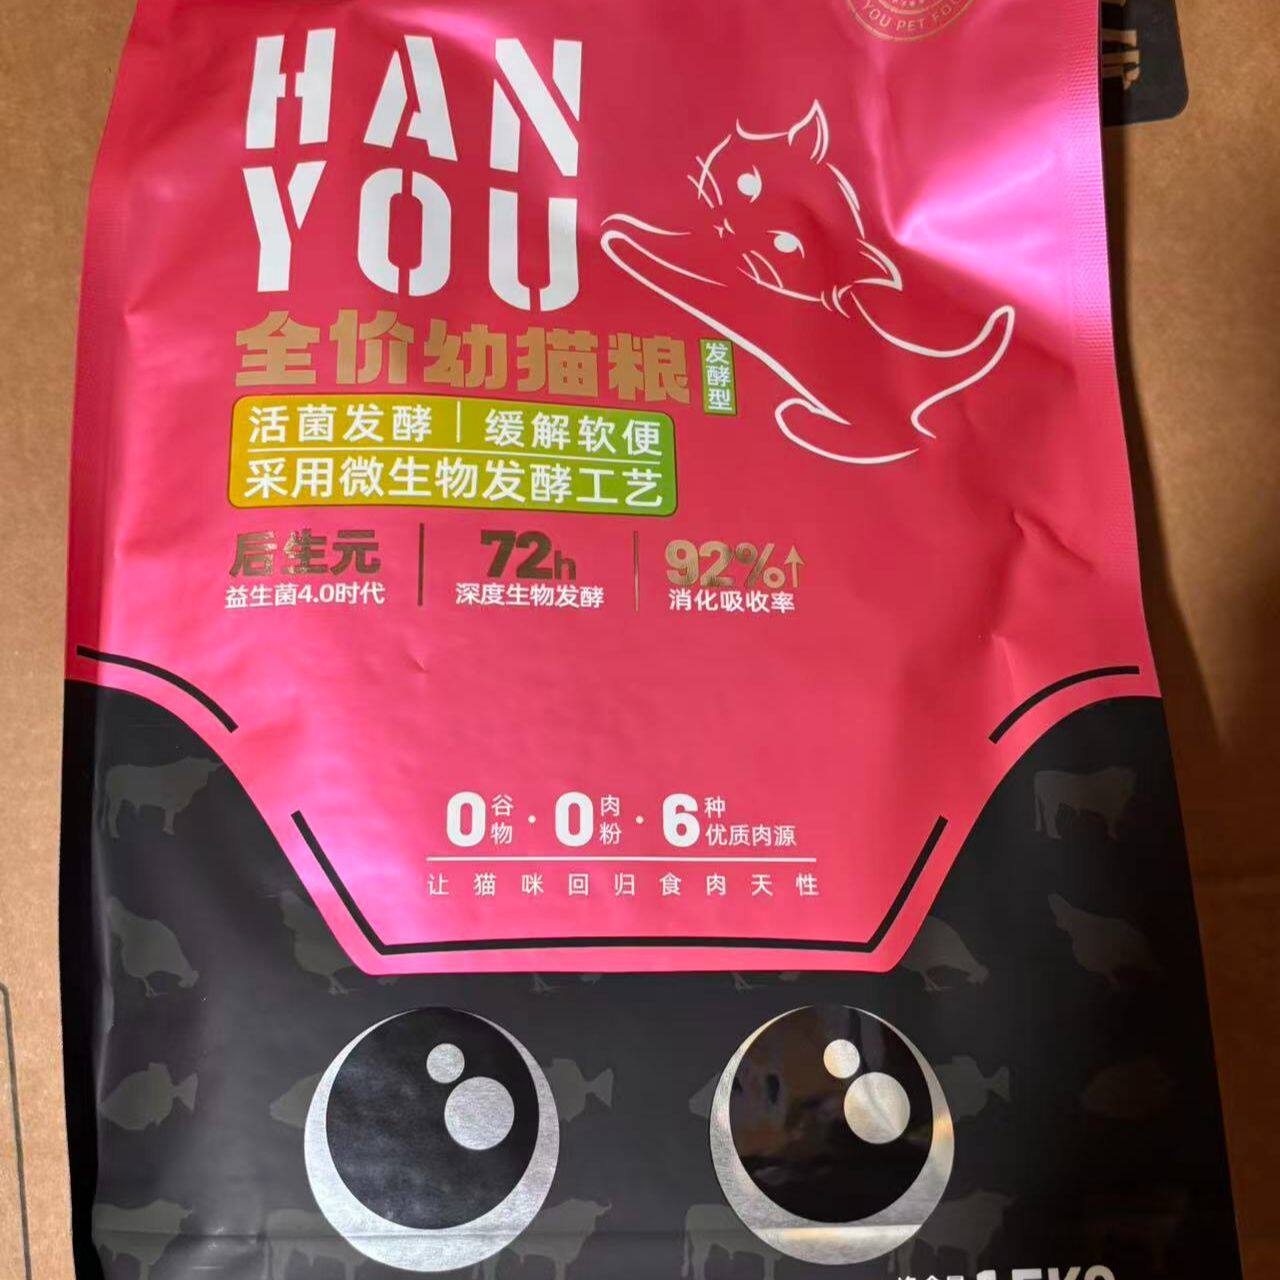 YOU PET FOO
HAN
YOU
全价幼猫粮
发酵型
活菌发酵|缓解软便
采用微生物发酵工艺
后生元
益生菌4.0时代
72h
深度生物发酵
92%↑
消化吸收率
0谷物·0肉粉·6种优质肉源
让猫咪回归食肉天性